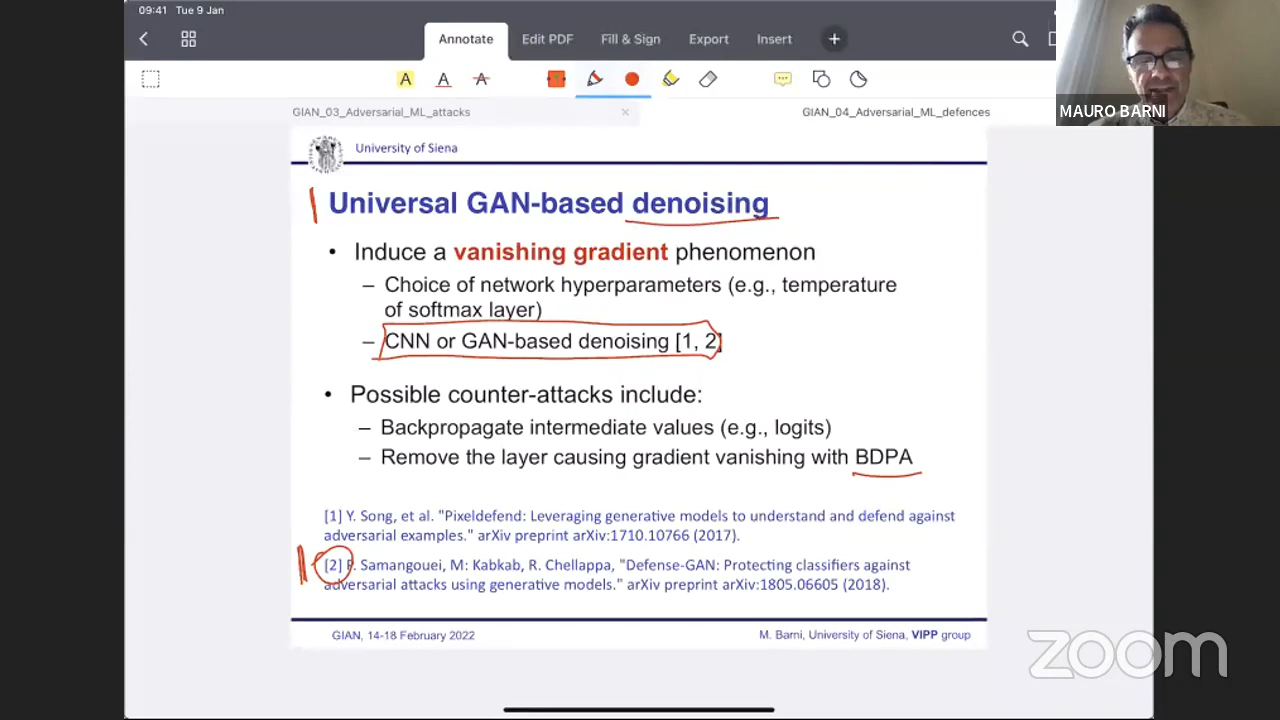 09:41 Tue 9 Jan
Annotate
Edit PDF
Fill & Sign
Export
Insert
MAURO BARNI
GIAN_03_Adversarial_ML_attacks
GIAN_04_Adversarial_ML_defences
University of Siena
Universal GAN-based denoising
• Induce a vanishing gradient phenomenon
– Choice of network hyperparameters (e.g., temperature
of softmax layer)
– CNN or GAN-based denoising [1, 2]
• Possible counter-attacks include:
– Backpropagate intermediate values (e.g., logits)
– Remove the layer causing gradient vanishing with BDPA
[1] Y. Song, et al. "Pixeldefend: Leveraging generative models to understand and defend against
adversarial examples." arXiv preprint arXiv:1710.10766 (2017).
[2] P. Samangouei, M: Kabkab, R. Chellappa, "Defense-GAN: Protecting classifiers against
adversarial attacks using generative models." arXiv preprint arXiv:1805.06605 (2018).
GIAN, 14-18 February 2022
M. Barni, University of Siena, VIPP group
zoom